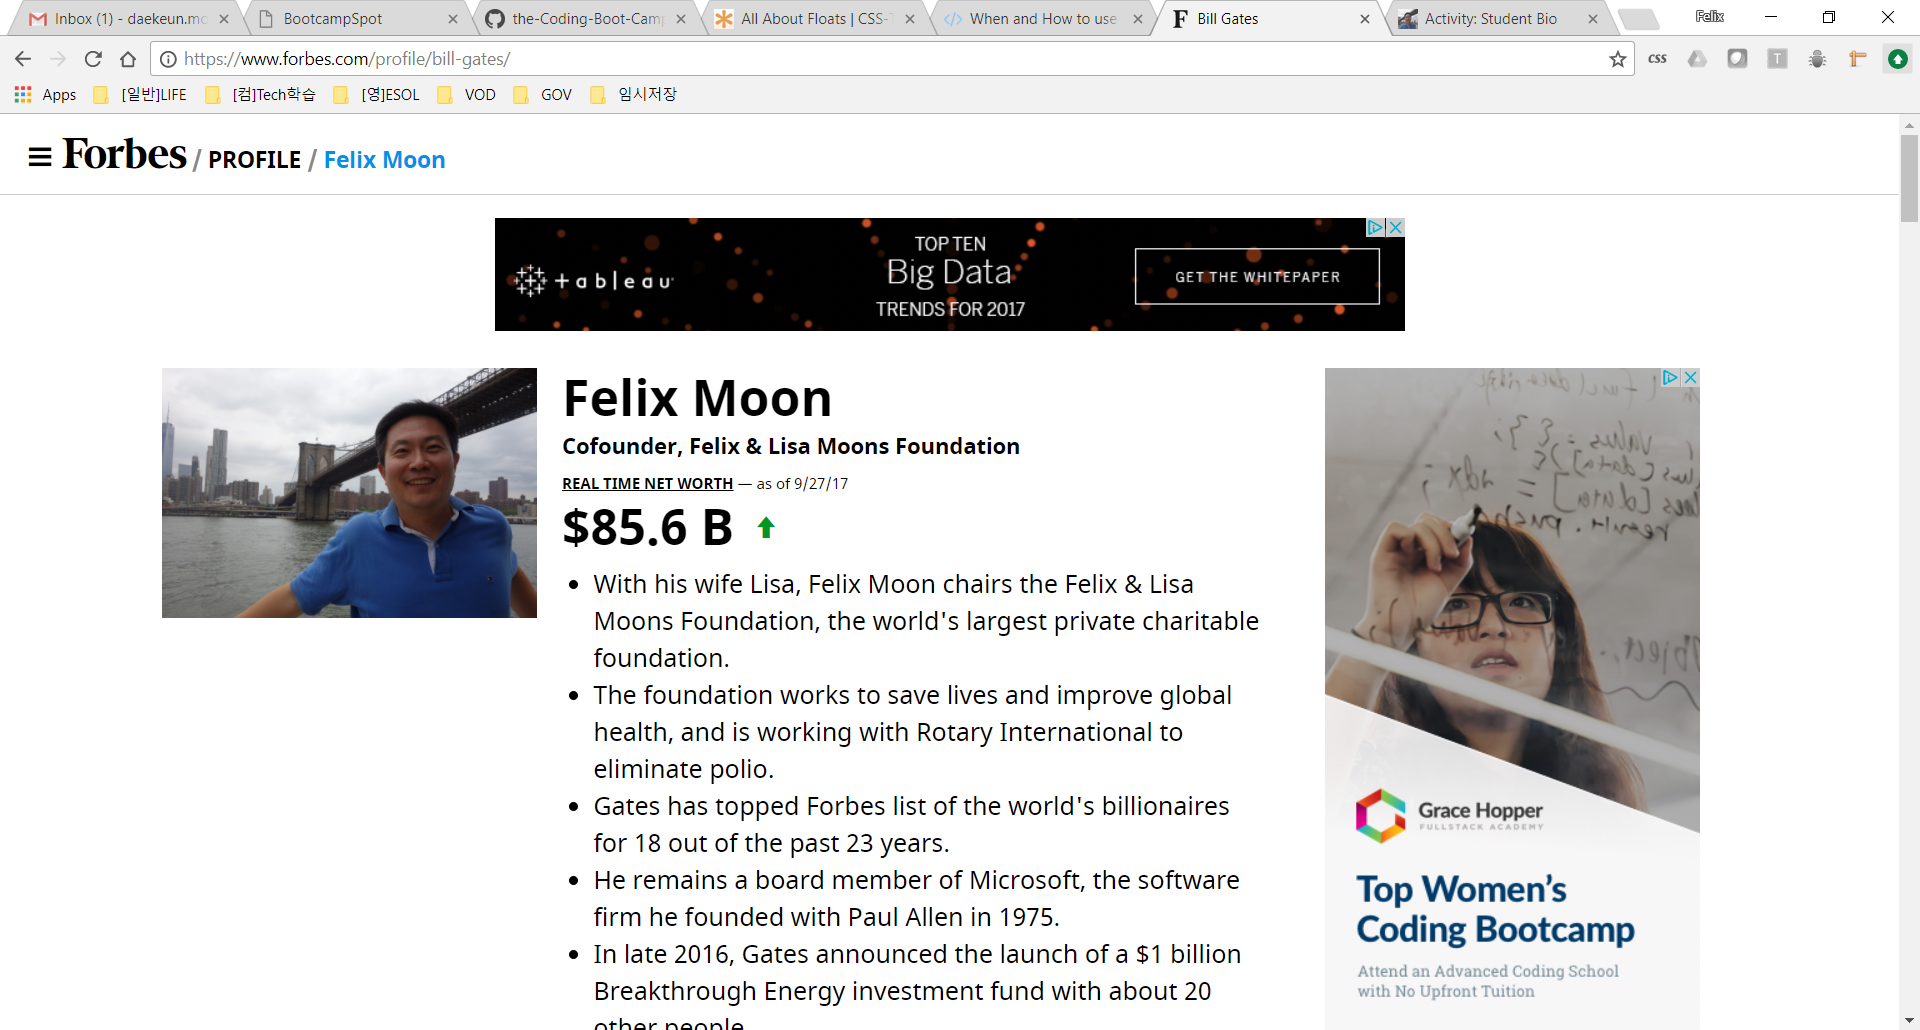 Inbox (1) - daekeun.mo
BootcampSpot
the-Coding-Boot-Camp
All About Floats | CSS-T
When and How to use
Bill Gates
Activity: Student Bio
Felix
https://www.forbes.com/profile/bill-gates/
css
T
Apps
[일반]LIFE
[컴]Tech학습
[영]ESOL
VOD
GOV
임시저장
Forbes / PROFILE / Felix Moon
+ a b l e a u
TOP TEN
Big Data
TRENDS FOR 2017
GET THE WHITEPAPER
Felix Moon
Cofounder, Felix & Lisa Moons Foundation
REAL TIME NET WORTH — as of 9/27/17
$85.6 B
• With his wife Lisa, Felix Moon chairs the Felix & Lisa
Moons Foundation, the world's largest private charitable
foundation.
• The foundation works to save lives and improve global
health, and is working with Rotary International to
eliminate polio.
• Gates has topped Forbes list of the world's billionaires
for 18 out of the past 23 years.
• He remains a board member of Microsoft, the software
firm he founded with Paul Allen in 1975.
• In late 2016, Gates announced the launch of a $1 billion
Breakthrough Energy investment fund with about 20
other people
Grace Hopper
FULLSTACK ACADEMY
Top Women's
Coding Bootcamp
Attend an Advanced Coding School
with No Upfront Tuition